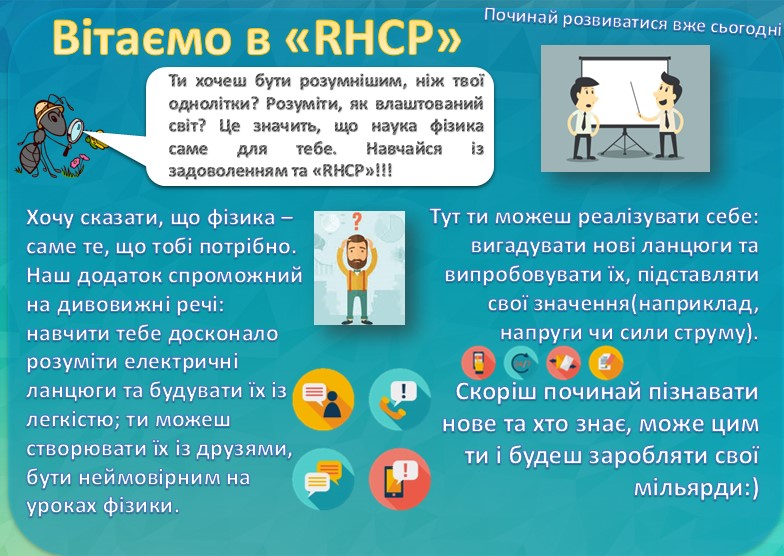 Вітаємо в «RHCP»
Починай розвиватися вже сьогодні
Ти хочеш бути розумнішим, ніж твої
однолітки? Розуміти, як влаштований
світ? Це значить, що наука фізика
саме для тебе. Навчайся із
задоволенням та «RHCP»!!!
Хочу сказати, що фізика –
саме те, що тобі потрібно.
Наш додаток спроможний
на дивовижні речі:
навчити тебе досконало
розуміти електричні
ланцюги та будувати їх із
легкістю; ти можеш
створювати їх із друзями,
бути неймовірним на
уроках фізики.
Тут ти можеш реалізувати себе:
вигадувати нові ланцюги та
випробовувати їх, підставляти
свої значення(наприклад,
напруги чи сили струму).
Скоріш починай пізнавати
нове та хто знає, може цим
ти і будеш заробляти свої
мільярди:)